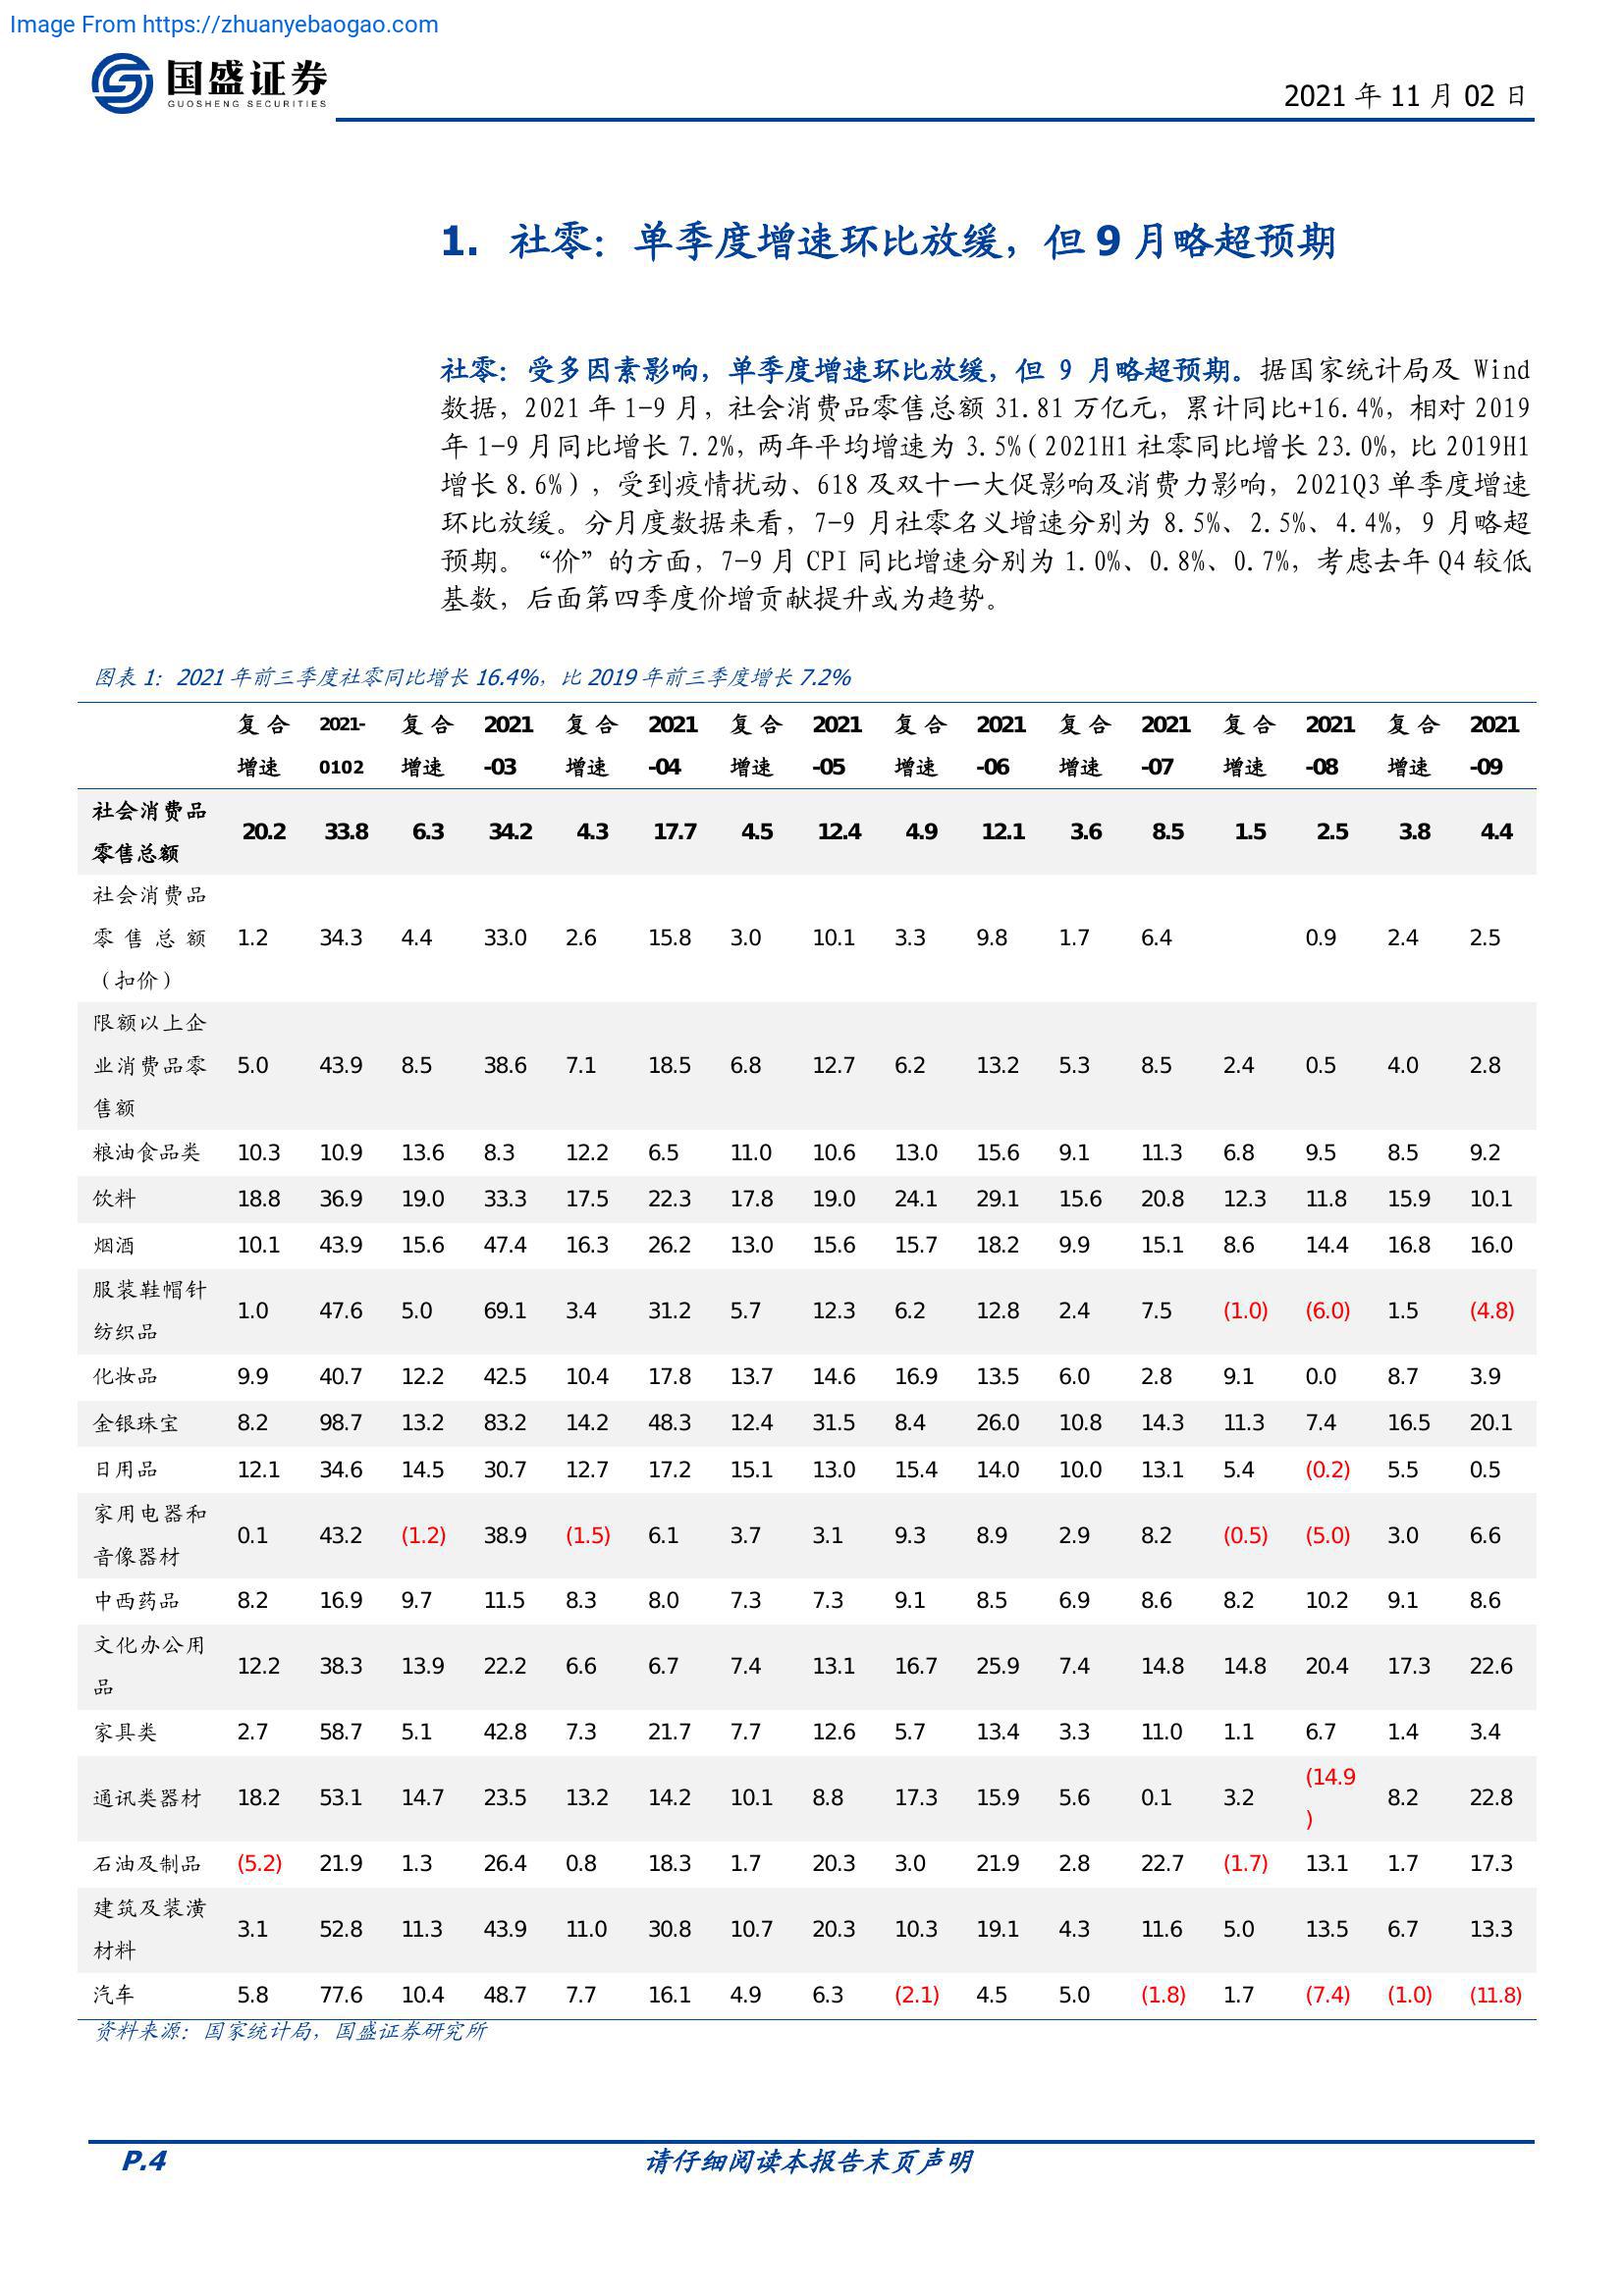 Image From https://zhuanyebaogao.com
国盛证券
GUOSHENG SECURITIES
2021 年 11 月 02 日
1. 社零：单季度增速环比放缓，但 9 月略超预期
社零：受多因素影响，单季度增速环比放缓，但 9 月略超预期。据国家统计局及 Wind
数据，2021 年 1-9 月，社会消费品零售总额 31.81 万亿元，累计同比+16.4%，相对 2019
年 1-9 月同比增长 7.2%，两年平均增速为 3.5%（2021H1 社零同比增长 23.0%，比 2019H1
增长 8.6%），受到疫情扰动、618 及双十一大促影响及消费力影响，2021Q3 单季度增速
环比放缓。分月度数据来看，7-9 月社零名义增速分别为 8.5%、2.5%、4.4%，9 月略超
预期。“价”的方面，7-9 月 CPI 同比增速分别为 1.0%、0.8%、0.7%，考虑去年 Q4 较低
基数，后面第四季度价增贡献提升或为趋势。
图表 1：2021 年前三季度社零同比增长 16.4%，比 2019 年前三季度增长 7.2%
复合 2021- 复合 2021 复合 2021 复合 2021 复合 2021 复合 2021 复合 2021 复合 2021
增速 0102 增速 -03 增速 -04 增速 -05 增速 -06 增速 -07 增速 -08 增速 -09
社会消费品
零售总额
20.2 33.8 6.3 34.2 4.3 17.7 4.5 12.4 4.9 12.1 3.6 8.5 1.5 2.5 3.8 4.4
社会消费品
零售总额
（扣价）
1.2 34.3 4.4 33.0 2.6 15.8 3.0 10.1 3.3 9.8 1.7 6.4 0.9 2.4 2.5
限额以上企
业消费品零
售额
5.0 43.9 8.5 38.6 7.1 18.5 6.8 12.7 6.2 13.2 5.3 8.5 2.4 0.5 4.0 2.8
粮油食品类 10.3 10.9 13.6 8.3 12.2 6.5 11.0 10.6 13.0 15.6 9.1 11.3 6.8 9.5 8.5 9.2
饮料 18.8 36.9 19.0 33.3 17.5 22.3 17.8 19.0 24.1 29.1 15.6 20.8 12.3 11.8 15.9 10.1
烟酒 10.1 43.9 15.6 47.4 16.3 26.2 13.0 15.6 15.7 18.2 9.9 15.1 8.6 14.4 16.8 16.0
服装鞋帽针
纺织品
1.0 47.6 5.0 69.1 3.4 31.2 5.7 12.3 6.2 12.8 2.4 7.5 (1.0) (6.0) 1.5 (4.8)
化妆品 9.9 40.7 12.2 42.5 10.4 17.8 13.7 14.6 16.9 13.5 6.0 2.8 9.1 0.0 8.7 3.9
金银珠宝 8.2 98.7 13.2 83.2 14.2 48.3 12.4 31.5 8.4 26.0 10.8 14.3 11.3 7.4 16.5 20.1
日用品 12.1 34.6 14.5 30.7 12.7 17.2 15.1 13.0 15.4 14.0 10.0 13.1 5.4 (0.2) 5.5 0.5
家用电器和
音像器材
0.1 43.2 (1.2) 38.9 (1.5) 6.1 3.7 3.1 9.3 8.9 2.9 8.2 (0.5) (5.0) 3.0 6.6
中西药品 8.2 16.9 9.7 11.5 8.3 8.0 7.3 7.3 9.1 8.5 6.9 8.6 8.2 10.2 9.1 8.6
文化办公用
品
12.2 38.3 13.9 22.2 6.6 6.7 7.4 13.1 16.7 25.9 7.4 14.8 14.8 20.4 17.3 22.6
家具类 2.7 58.7 5.1 42.8 7.3 21.7 7.7 12.6 5.7 13.4 3.3 11.0 1.1 6.7 1.4 3.4
通讯类器材 18.2 53.1 14.7 23.5 13.2 14.2 10.1 8.8 17.3 15.9 5.6 0.1 3.2 (14.9) 8.2 22.8
石油及制品 (5.2) 21.9 1.3 26.4 0.8 18.3 1.7 20.3 3.0 21.9 2.8 22.7 (1.7) 13.1 1.7 17.3
建筑及装潢
材料
3.1 52.8 11.3 43.9 11.0 30.8 10.7 20.3 10.3 19.1 4.3 11.6 5.0 13.5 6.7 13.3
汽车 5.8 77.6 10.4 48.7 7.7 16.1 4.9 6.3 (2.1) 4.5 5.0 (1.8) 1.7 (7.4) (1.0) (11.8)
资料来源：国家统计局，国盛证券研究所
P.4
请仔细阅读本报告末页声明